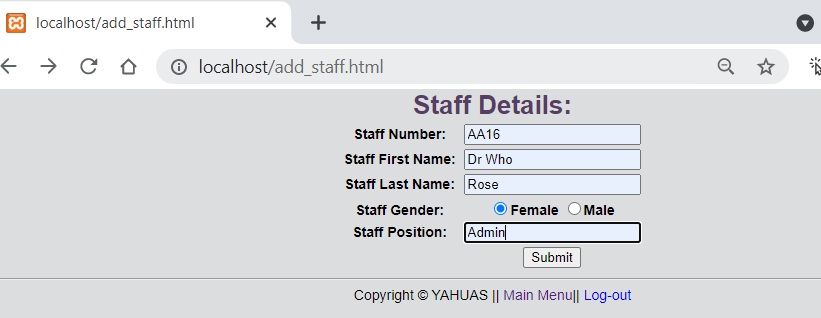 localhost/add_staff.html
localhost/add_staff.html
Staff Details:
Staff Number: AA16
Staff First Name: Dr Who
Staff Last Name: Rose
Staff Gender: Female Male
Staff Position: Admin
Submit
Copyright © YAHUAS || Main Menu|| Log-out